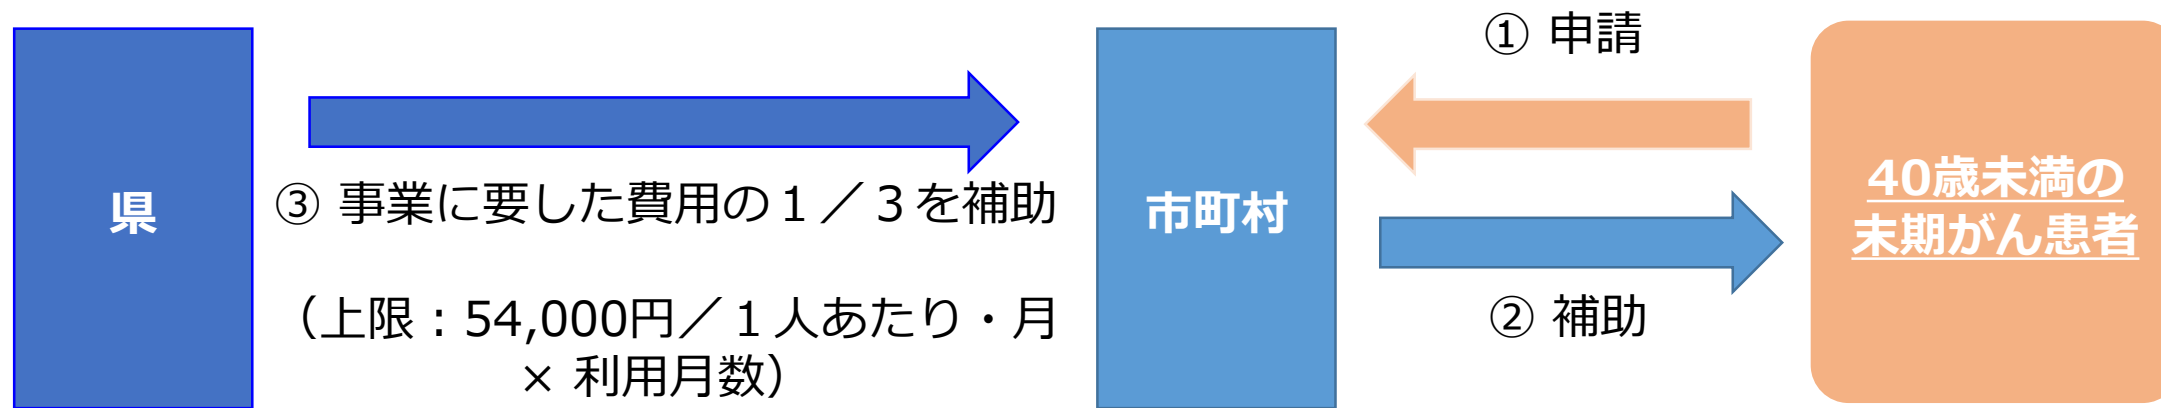 県
③ 事業に要した費用の１／３を補助
（上限：54,000円／１人あたり・月
× 利用月数）
市町村
① 申請
② 補助
40歳未満の
末期がん患者